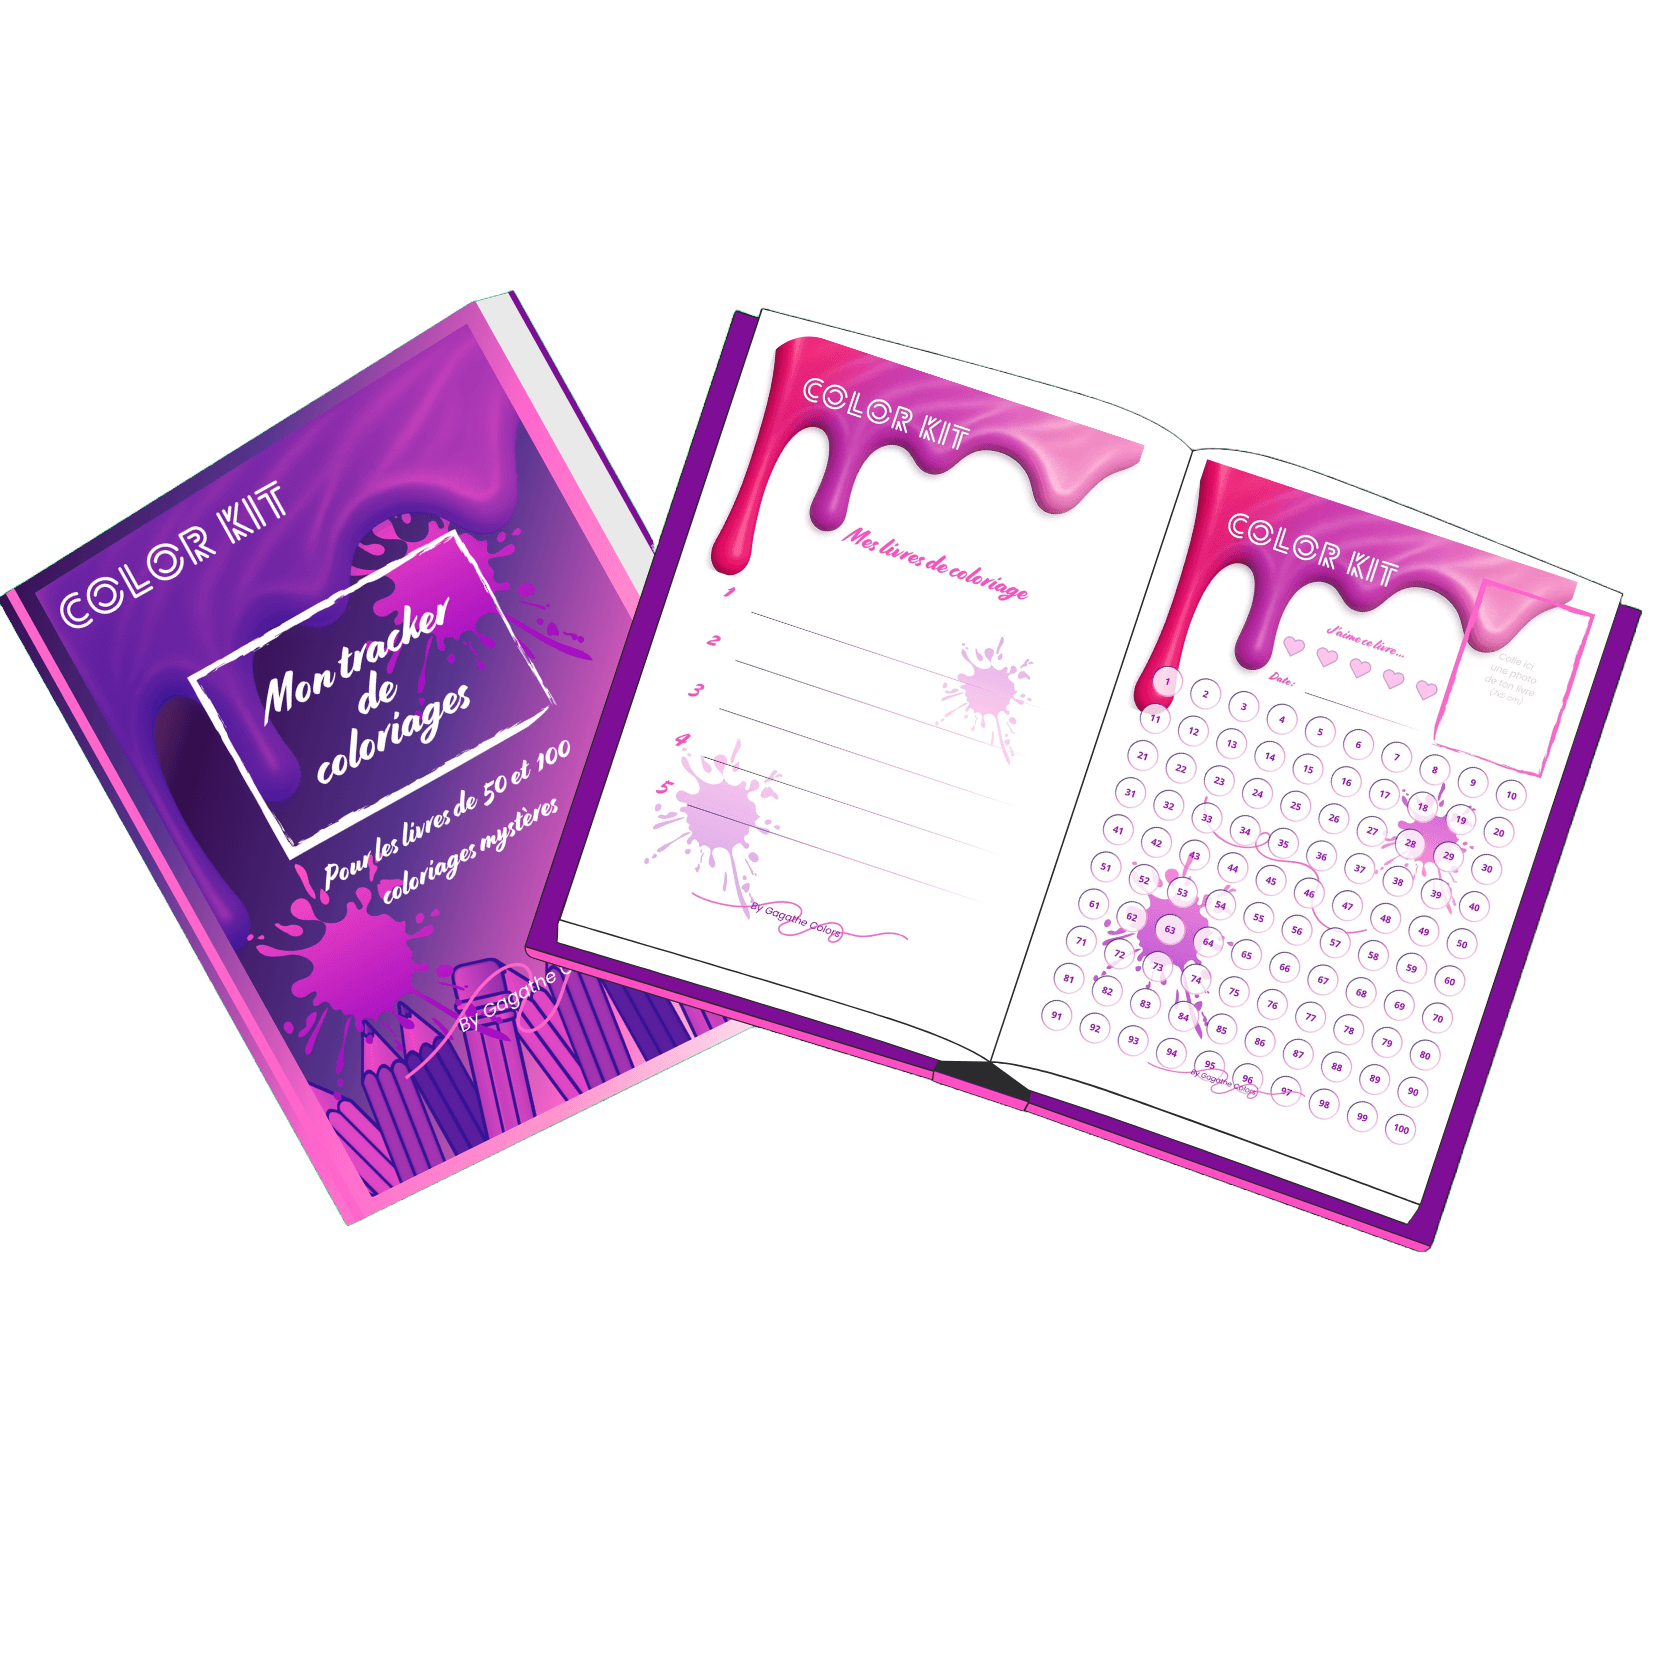 COLOR KIT
Mon tracker
de
coloriages
Pour les livres de 50 et 100
coloriages mystères
By Gagathe C
COLOR KIT
Mes livres de coloriage
1
2
3
4
5
By Gagathe Colors
COLOR KIT
J'aime ce livre...
Date:
Colle ici
une photo
de ton livre
1 2 3 4 5 6 7 8 9 10
11 12 13 14 15 16 17 18 19 20
21 22 23 24 25 26 27 28 29 30
31 32 33 34 35 36 37 38 39 40
41 42 43 44 45 46 47 48 49 50
51 52 53 54 55 56 57 58 59 60
61 62 63 64 65 66 67 68 69 70
71 72 73 74 75 76 77 78 79 80
81 82 83 84 85 86 87 88 89 90
91 92 93 94 95 96 97 98 99 100
By Gagathe Colors